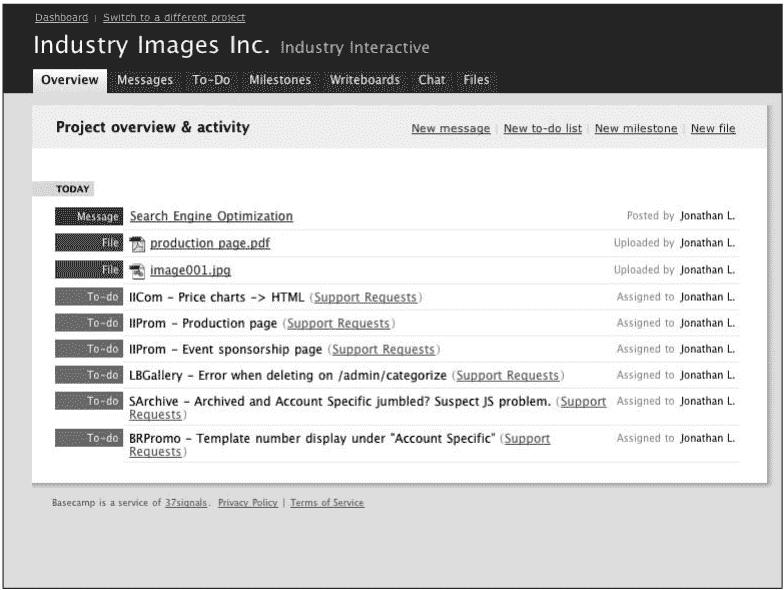 Dashboard | Switch to a different project
Industry Images Inc. Industry Interactive
Overview Messages To-Do Milestones Writeboards Chat Files
Project overview & activity New message | New to-do list | New milestone | New file
TODAY
Message Search Engine Optimization Posted by Jonathan L.
File production page.pdf Uploaded by Jonathan L.
File image001.jpg Uploaded by Jonathan L.
To-do IICom – Price charts -> HTML (Support Requests) Assigned to Jonathan L.
To-do IIProm – Production page (Support Requests) Assigned to Jonathan L.
To-do IIProm – Event sponsorship page (Support Requests) Assigned to Jonathan L.
To-do LBGallery – Error when deleting on /admin/categorize (Support Requests) Assigned to Jonathan L.
To-do SArchive – Archived and Account Specific jumbled? Suspect JS problem. (Support Assigned to Jonathan L.
Requests)
To-do BRPromo – Template number display under "Account Specific" (Support Assigned to Jonathan L.
Requests)
Basecamp is a service of 37signals. Privacy Policy | Terms of Service